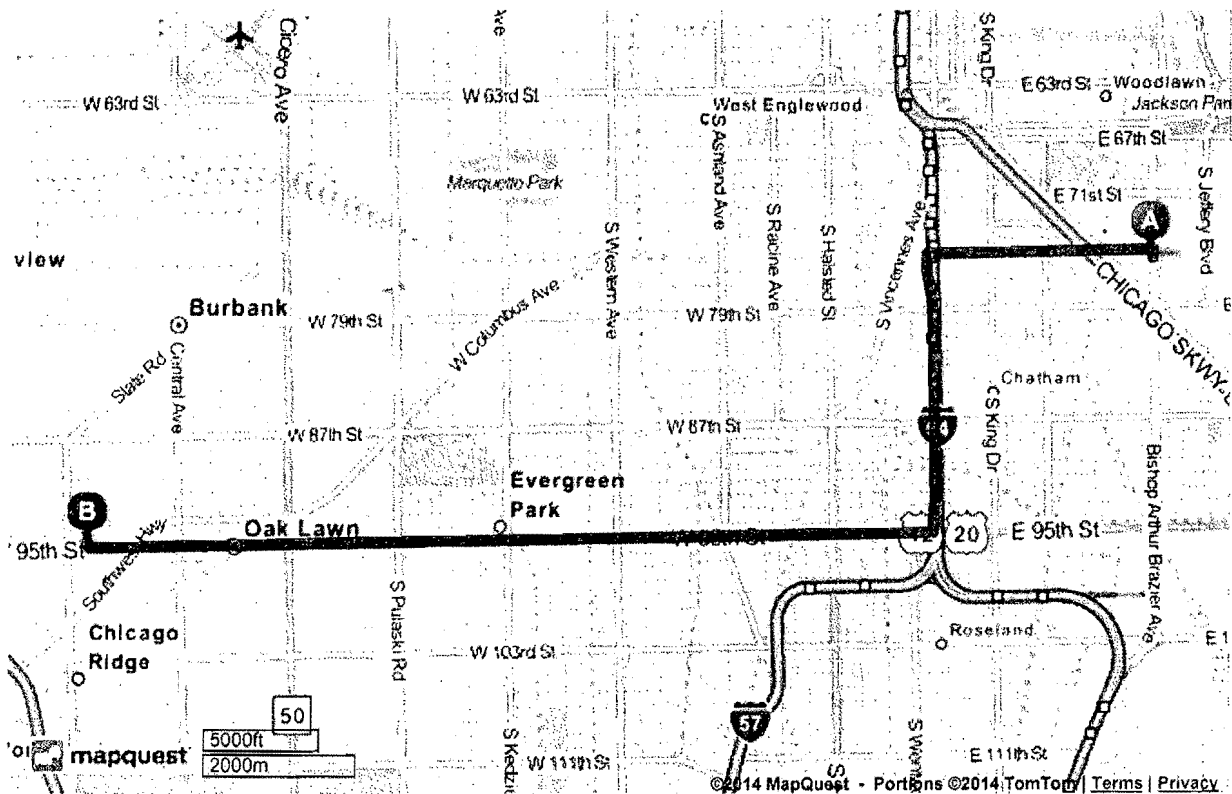 Cicero Ave
Ave
S King Dr
W 63rd St
W 63rd St
E 63rd St
Woodlawn
Jackson Park
West Englewood
E 67th St
S Ashland Ave
Marquette Park
E 71st St
S Jeffery Blvd
A
S Racine Ave
S Halsted St
S Vincennes Ave
S Western Ave
view
CHICAGO SKWY
Burbank
W 79th St
W Columbus Ave
W 79th St
State Rd
Central Ave
Chatham
S King Dr
W 87th St
W 87th St
Bishop Arthur Brazier Ave
Evergreen
Park
B
Oak Lawn
95th St
20
E 95th St
Southwest Hwy
S Pulaski Rd
Chicago
Ridge
Roseland
W 103rd St
E 1
50
57
5000ft
2000m
mapquest
S Kedzi
W 111th St
E 111th St
©2014 MapQuest - Portions ©2014 TomTom | Terms | Privacy